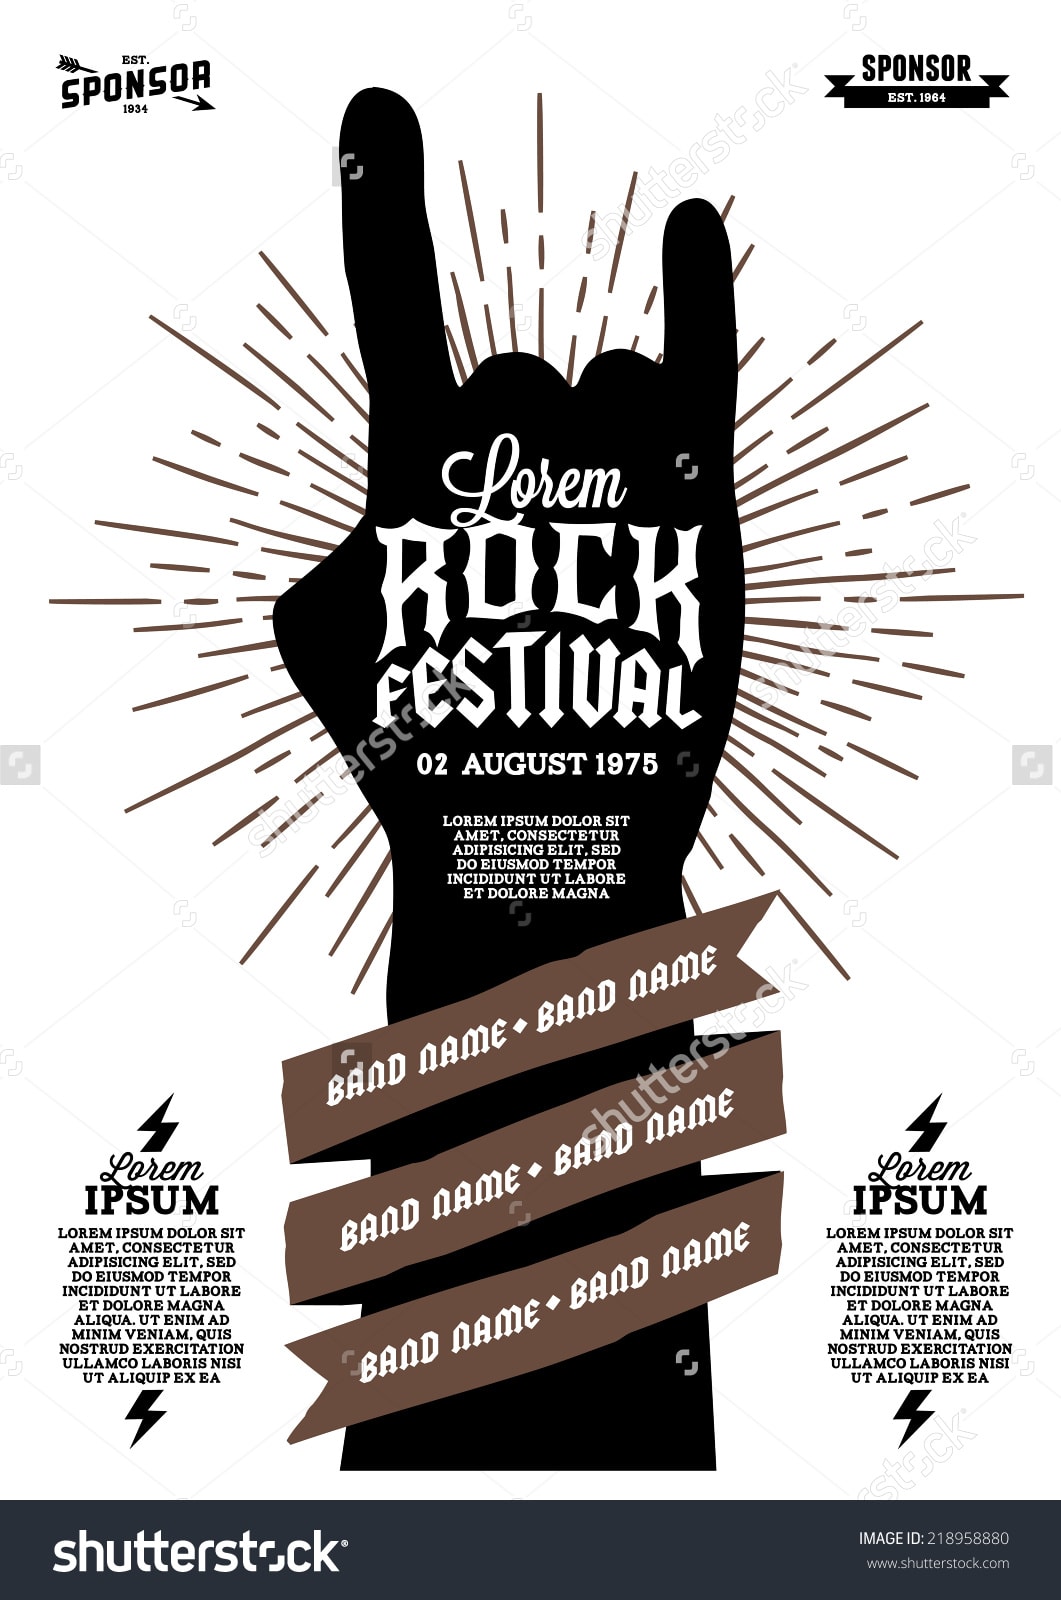 EST.
SPONSOR
1934
SPONSOR
EST. 1964
Lorem
ROCK
FESTIVAL
02 AUGUST 1975
LOREM IPSUM DOLOR SIT
AMET, CONSECTETUR
ADIPISICING ELIT, SED
DO EIUSMOD TEMPOR
INCIDIDUNT UT LABORE
ET DOLORE MAGNA
BAND NAME • BAND NAME
BAND NAME • BAND NAME
BAND NAME • BAND NAME
Lorem
IPSUM
LOREM IPSUM DOLOR SIT
AMET, CONSECTETUR
ADIPISICING ELIT, SED
DO EIUSMOD TEMPOR
INCIDIDUNT UT LABORE
ET DOLORE MAGNA
ALIQUA. UT ENIM AD
MINIM VENIAM, QUIS
NOSTRUD EXERCITATION
ULLAMCO LABORIS NISI
UT ALIQUIP EX EA
Lorem
IPSUM
LOREM IPSUM DOLOR SIT
AMET, CONSECTETUR
ADIPISICING ELIT, SED
DO EIUSMOD TEMPOR
INCIDIDUNT UT LABORE
ET DOLORE MAGNA
ALIQUA. UT ENIM AD
MINIM VENIAM, QUIS
NOSTRUD EXERCITATION
ULLAMCO LABORIS NISI
UT ALIQUIP EX EA
shutterstock
shutterstock
shutterstock
shutterstock
shutterstock
IMAGE ID: 218958880
www.shutterstock.com